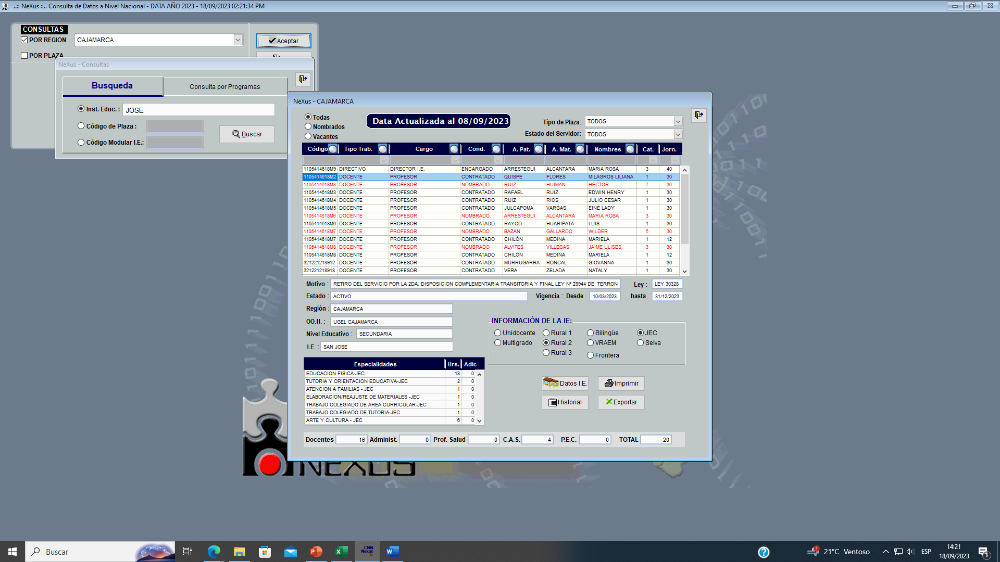 ..:: NeXus ::.. Consulta de Datos a Nivel Nacional - DATA AÑO 2023 - 18/09/2023 02:21:34 PM
CONSULTAS
POR REGION CAJAMARCA Aceptar
POR PLAZA
NeXus - Consultas
Busqueda Consulta por Programas
Inst. Educ. : JOSE
Código de Plaza :
Buscar
Código Modular I.E.:
NeXus - CAJAMARCA
Todas
Nombrados
Vacantes
Data Actualizada al 08/09/2023
Tipo de Plaza: TODOS
Estado del Servidor: TODOS
Código Tipo Trab. Cargo Cond. A. Pat. A. Mat. Nombres Cat. Jorn.
1105414618M9 DIRECTIVO DIRECTOR I.E. ENCARGADO ARRESTEGUI ALCANTARA MARIA ROSA 3 40
1105414618M2 DOCENTE PROFESOR CONTRATADO QUISPE FLORES MILAGROS LILIANA 1 30
1105414618M3 DOCENTE PROFESOR NOMBRADO RUIZ HUIMAN HECTOR 7 30
1105414618M3 DOCENTE PROFESOR CONTRATADO RAFAEL RUIZ EDWIN HENRY 1 30
1105414618M4 DOCENTE PROFESOR CONTRATADO RUIZ RIOS JULIO CESAR 1 30
1105414618M5 DOCENTE PROFESOR CONTRATADO JULCAPOMA VARGAS EINE LADY 1 30
1105414618M6 DOCENTE PROFESOR NOMBRADO ARRESTEGUI ALCANTARA MARIA ROSA 3 30
1105414618M6 DOCENTE PROFESOR CONTRATADO RAYCO HUARIPATA LUIS 1 30
1105414618M7 DOCENTE PROFESOR NOMBRADO BAZAN GALLARDO WILDER 5 30
1105414618M7 DOCENTE PROFESOR CONTRATADO CHILÓN MEDINA MARIELA 1 12
1105414618M8 DOCENTE PROFESOR NOMBRADO ALVITES VILLEGAS JAIME ULISES 3 30
1105414618M8 DOCENTE PROFESOR CONTRATADO CHILÓN MEDINA MARIELA 1 12
321221218912 DOCENTE PROFESOR CONTRATADO MURRUGARRA RONCAL GIOVANNA 1 30
321221218918 DOCENTE PROFESOR CONTRATADO VERA ZELADA NATALY 1 30
Motivo : RETIRO DEL SERVICIO POR LA 2DA. DISPOSICION COMPLEMENTARIA TRANSITORIA Y FINAL LEY N° 29944 DE: TERRONI Ley : LEY 30328
Estado : ACTIVO Vigencia : Desde 10/03/2023 hasta 31/12/2023
Región : CAJAMARCA
OO.II. : UGEL CAJAMARCA
Nivel Educativo : SECUNDARIA
I.E. : SAN JOSE
INFORMACIÓN DE LA IE:
Unidocente Rural 1 Bilingüe JEC
Multigrado Rural 2 VRAEM Selva
Rural 3 Frontera
Especialidades Hrs. Adic
EDUCACION FISICA-JEC 18 0
TUTORIA Y ORIENTACION EDUCATIVA-JEC 2 0
ATENCION A FAMILIAS - JEC 1 0
ELABORACION/REAJUSTE DE MATERIALES -JEC 1 0
TRABAJO COLEGIADO DE AREA CURRICULAR-JEC 1 0
TRABAJO COLEGIADO DE TUTORIA-JEC 1 0
ARTE Y CULTURA - JEC 6 0
Datos I.E. Imprimir
Historial Exportar
Docentes 16 Administ. 0 Prof. Salud 0 C.A.S. 4 P.E.C. 0 TOTAL 20
NEXUS
Buscar
CNN
Nexus
21°C Ventoso
ESP
14:21
18/09/2023